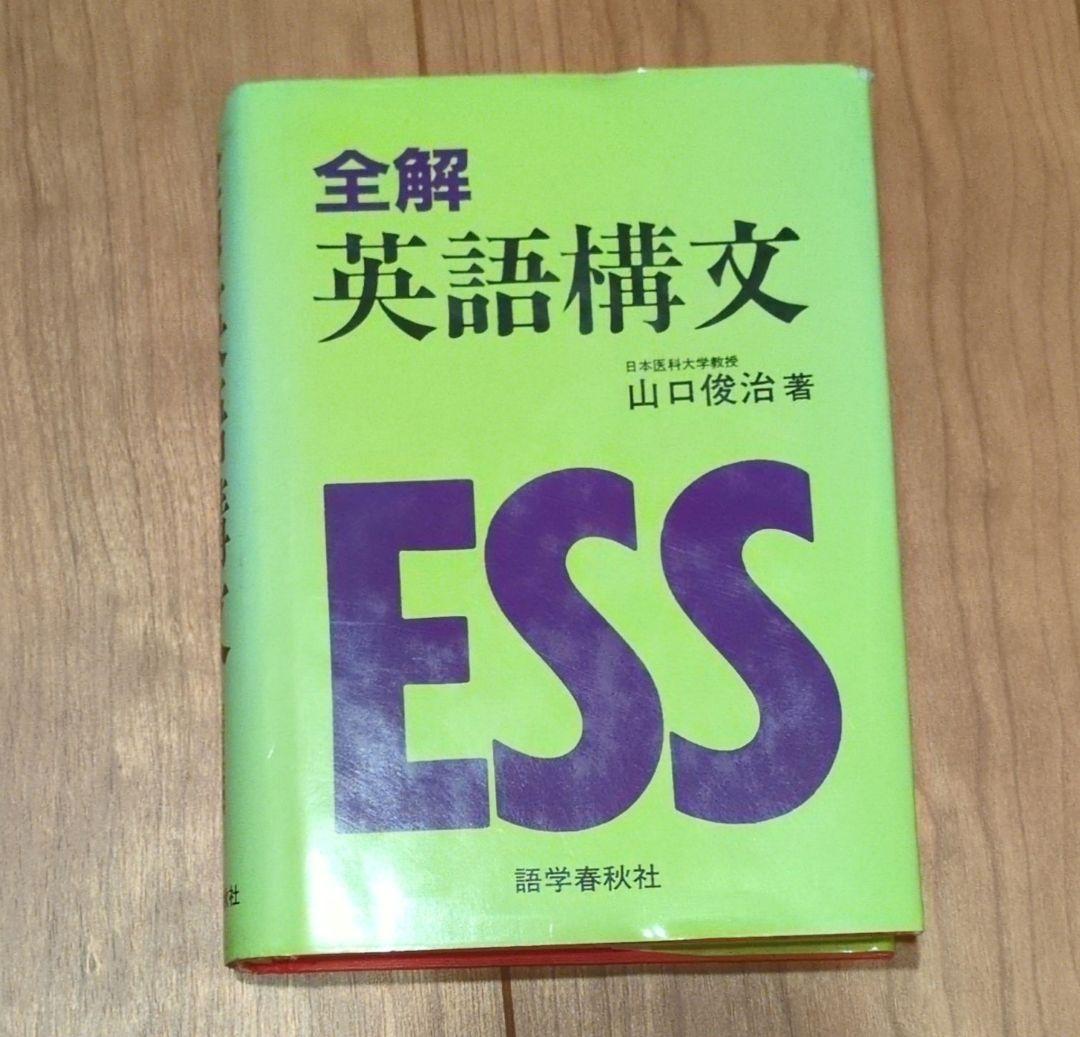 全解
英語構文
日本医科大学教授
山口俊治著
ESS
語学春秋社
社